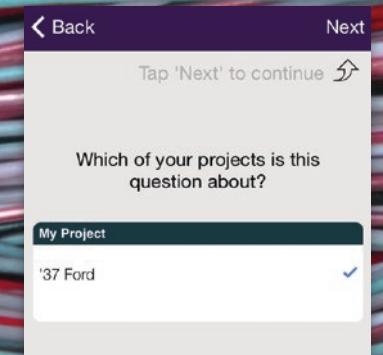 Back
Next
Tap 'Next' to continue
Which of your projects is this
question about?
My Project
'37 Ford